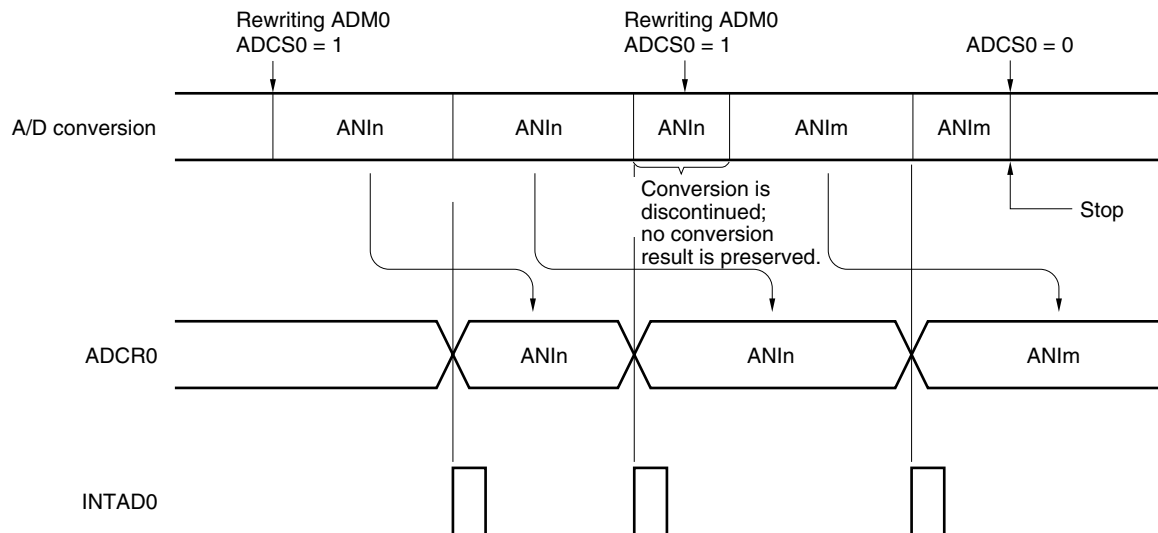 Rewriting ADM0
ADCS0 = 1
Rewriting ADM0
ADCS0 = 1
ADCS0 = 0
A/D conversion
ANIn
ANIn
ANIn
ANIm
ANIm
Conversion is
discontinued;
no conversion
result is preserved.
Stop
ADCR0
ANIn
ANIn
ANIm
INTAD0